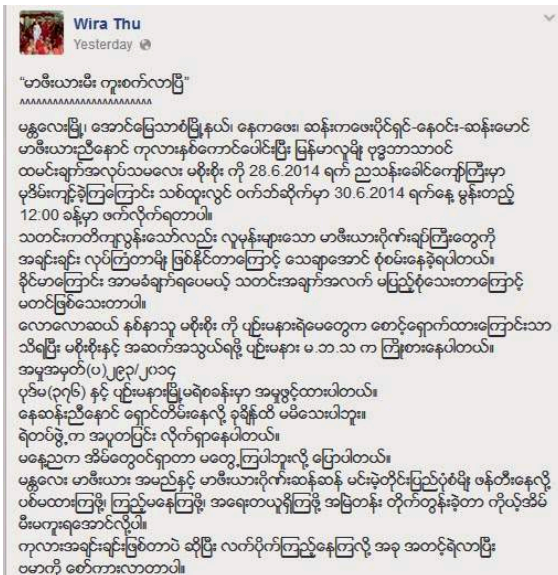 Wira Thu
Yesterday
"မာဖီးယားမီး ကူးစက်လာပြီ"
^^^^^^^^^^^^^^^^^^^^^^^^
မန္တလေးမြို့၊ အောင်မြေသာစံမြို့နယ်၊ နေကဖေး၊ ဆန်းကဖေးပိုင်ရှင်-နေဝင်း-ဆန်းမောင်
မာဖီးယားညီနောင် ကုလားနှစ်ကောင်ပေါင်းပြီး မြန်မာလူမျိုး ဗုဒ္ဓဘာသာဝင်
ထမင်းချက်အလုပ်သမလေး မစိုးစိုး ကို 28.6.2014 ရက် ညသန်းခေါင်ကျော်ကြီးမှာ
မုဒိမ်းကျင့်ခဲ့ကြကြောင်း သစ်ထူးလွင် ဝက်ဘ်ဆိုက်မှာ 30.6.2014 ရက်နေ့ မွန်းတည့်
12:00 ခန့်မှာ ဖက်လိုက်ရတာပါ။
သတင်းကတိကျလွန်းသော်လည်း လူမုန်းများသော မာဖီးယားဂိုဏ်းချုပ်ကြီးတွေကို
အချင်းချင်း လုပ်ကြံတာမျိုး ဖြစ်နိုင်တာကြောင့် သေချာအောင် စုံစမ်းနေခဲ့ရပါတယ်။
ခိုင်မာကြောင်း အာမခံချက်ရပေမယ့် သတင်းအချက်အလက် မပြည့်စုံသေးတာကြောင့်
မတင်ဖြစ်သေးတာပါ။
လောလောဆယ် နစ်နာသူ မစိုးစိုး ကို ပျဉ်းမနားရဲမေတွေက စောင့်ရှောက်ထားကြောင်းသာ
သိရပြီး မစိုးစိုးနှင့် အဆက်အသွယ်ရဖို့ ပျဉ်းမနား မ.ဘ.သ က ကြိုးစားနေပါတယ်။
အမှုအမှတ်(ပ)၂၉၃/၂၀၁၄
ပုဒ်မ(၃၇၆) နှင့် ပျဉ်းမနားမြို့မရဲစခန်းမှာ အမှုဖွင့်ထားပါတယ်။
နေဆန်းညီနောင် ရှောင်တိမ်းနေလို့ ခုချိန်ထိ မမိသေးပါဘူး။
ရဲတပ်ဖွဲ့က အပူတပြင်း လိုက်ရှာနေပါတယ်။
မနေ့ညက အိမ်တွေဝင်ရှာတာ မတွေ့ကြပါဘူးလို့ ပြောပါတယ်။
မန္တလေး မာဖီးယား အမည်နှင့် မာဖီးယားဂိုဏ်းဆန်ဆန် မင်းမဲ့တိုင်းပြည်ပုံစံမျိုး ဖန်တီးနေလို့
ပစ်မထားကြဖို့၊ ကြည့်မနေကြဖို့၊ အရေးတယူရှိကြဖို့ အမြဲတန်း တိုက်တွန်းခဲ့တာ ကိုယ့်အိမ်
မီးမကူးရအောင်လို့ပါ။
ကုလားအချင်းချင်းဖြစ်တာပဲ ဆိုပြီး လက်ပိုက်ကြည့်နေကြလို့ အခု အတင့်ရဲလာပြီး
ဗမာကို စော်ကားလာတာပါ။